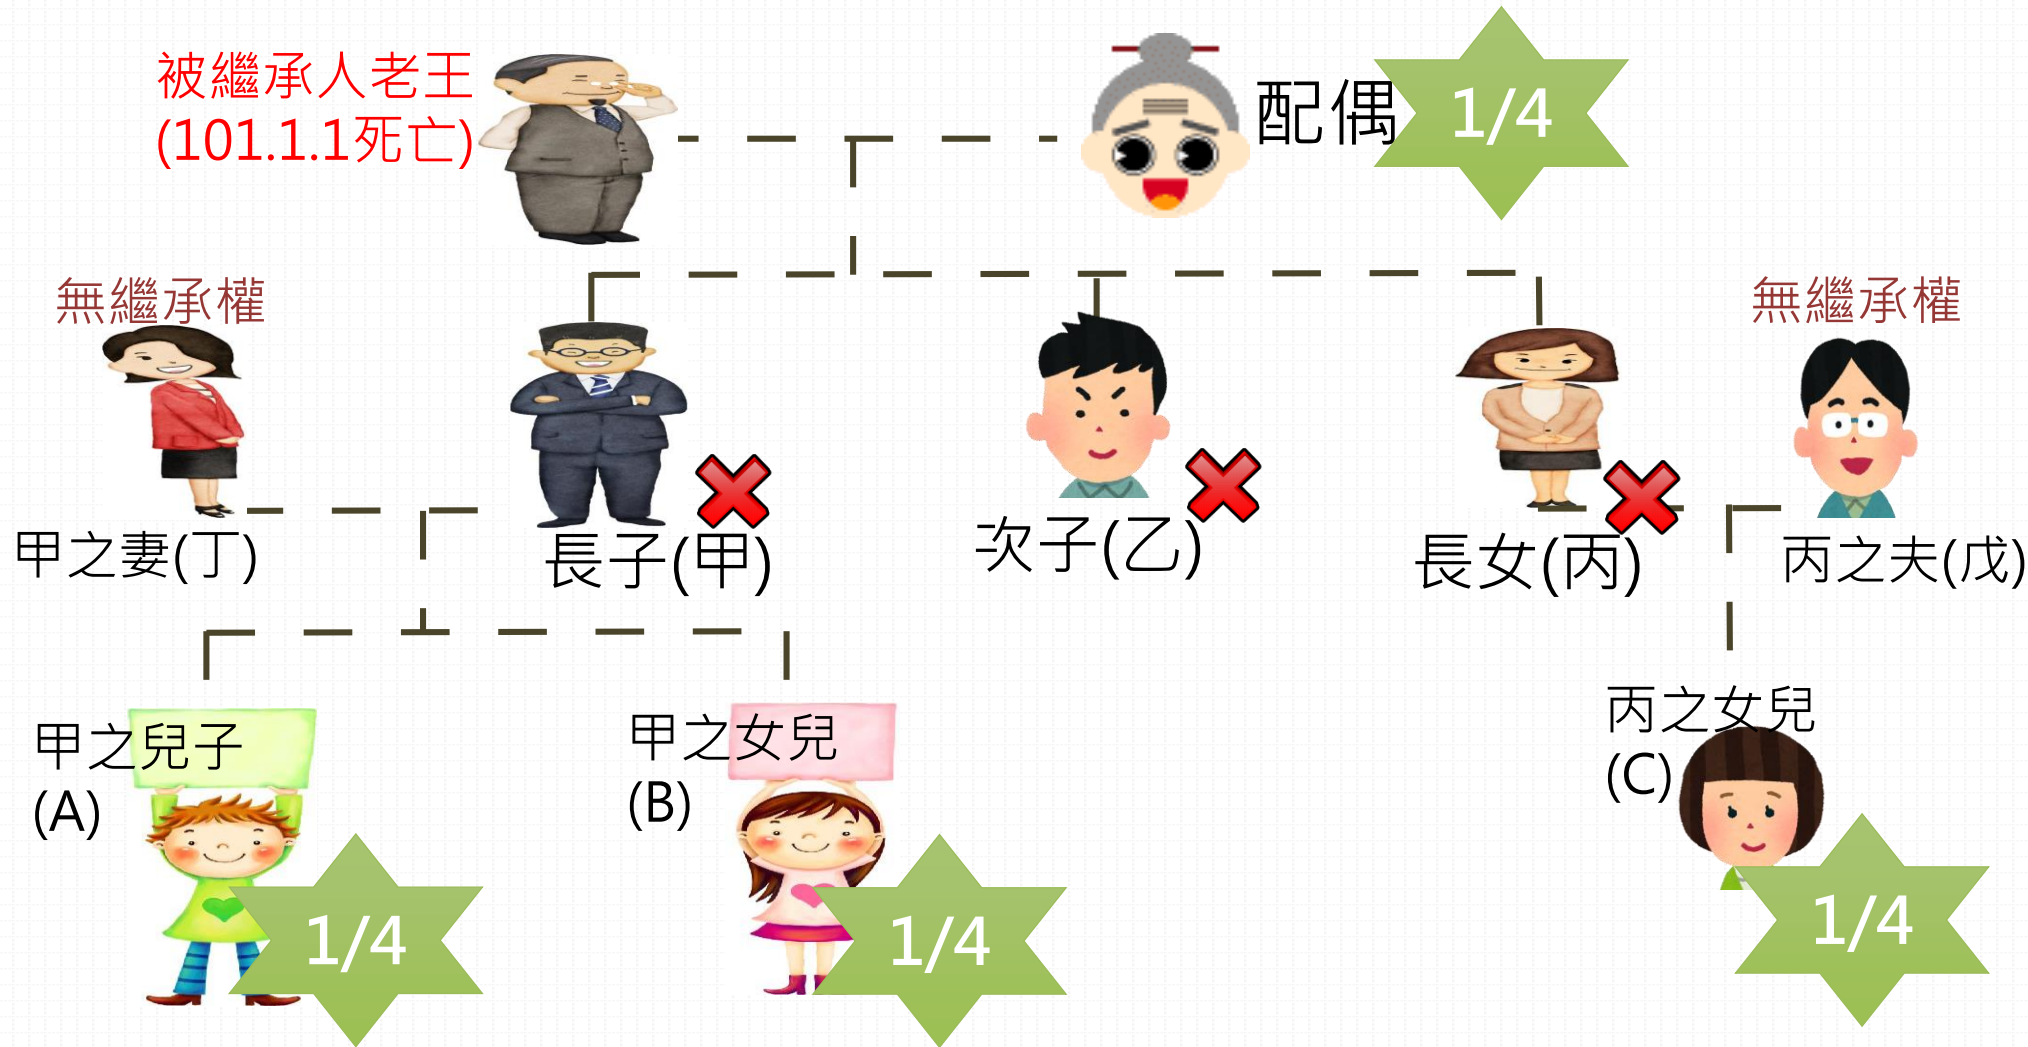 被繼承人老王
(101.1.1死亡)
配偶
1/4
無繼承權
無繼承權
甲之妻(丁)
長子(甲)
次子(乙)
長女(丙)
丙之夫(戊)
甲之兒子
(A)
甲之女兒
(B)
丙之女兒
(C)
1/4
1/4
1/4